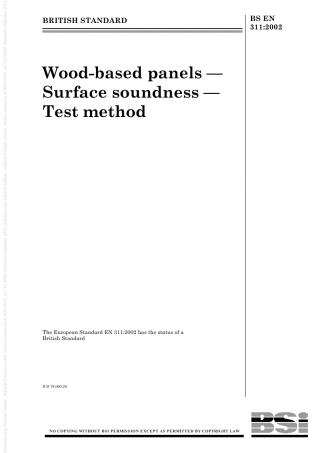 BRITISH STANDARD
BS EN
311:2002
Wood-based panels —
Surface soundness —
Test method
The European Standard EN 311:2002 has the status of a
British Standard
ICS 79.060.20
NO COPYING WITHOUT BSI PERMISSION EXCEPT AS PERMITTED BY COPYRIGHT LAW
BSi